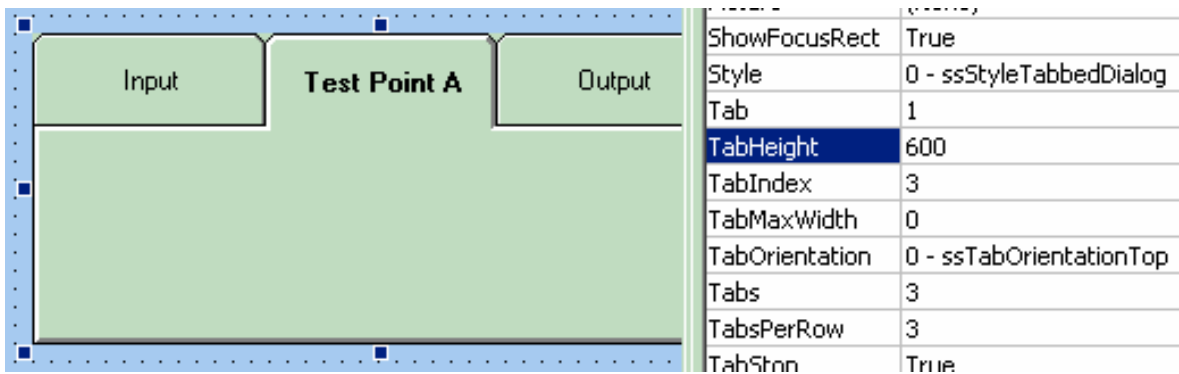 Input
Test Point A
Output
ShowFocusRect True
Style 0 - ssStyleTabbedDialog
Tab 1
TabHeight 600
TabIndex 3
TabMaxWidth 0
TabOrientation 0 - ssTabOrientationTop
Tabs 3
TabsPerRow 3
TabStop True